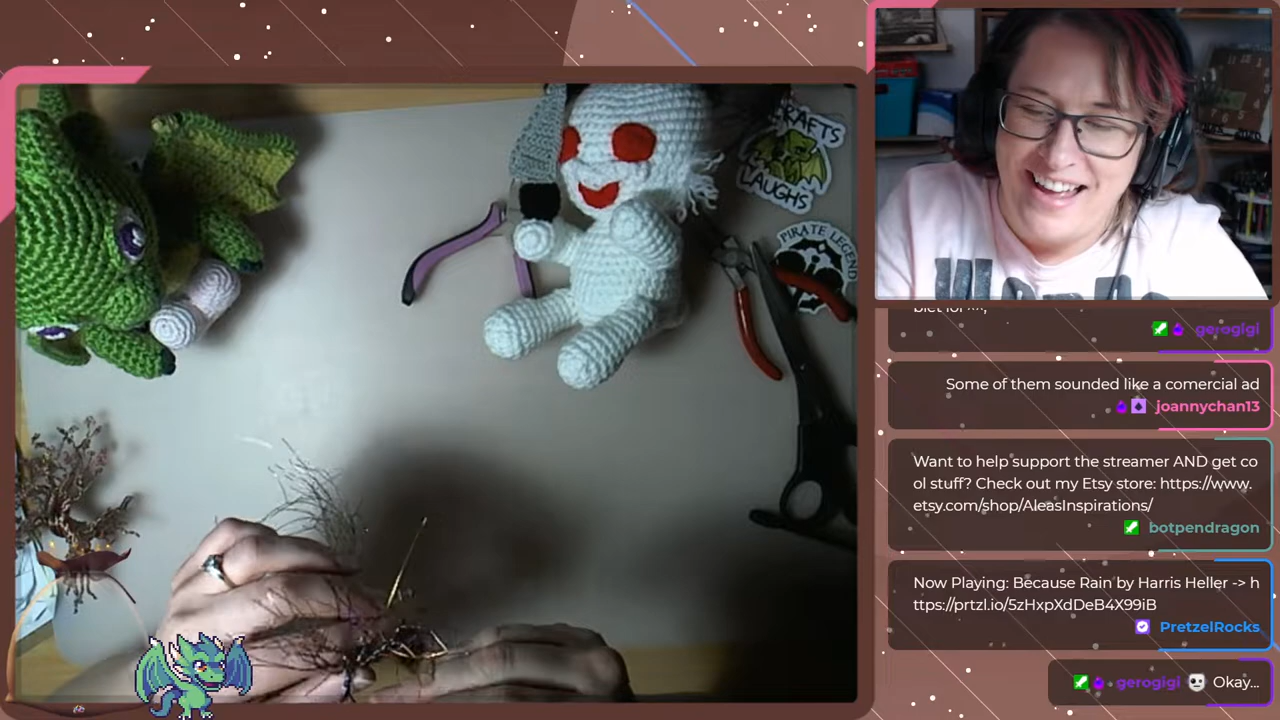 CRAFTS
LAUGHS
PIRATE LEGEND
gerogigi
Some of them sounded like a comercial ad
joannychan13
Want to help support the streamer AND get co
ol stuff? Check out my Etsy store: https://www.
etsy.com/shop/AleasInspirations/
botpendragon
Now Playing: Because Rain by Harris Heller -> h
ttps://prtzl.io/5zHxpXdDeB4X99iB
PretzelRocks
gerogigi Okay...